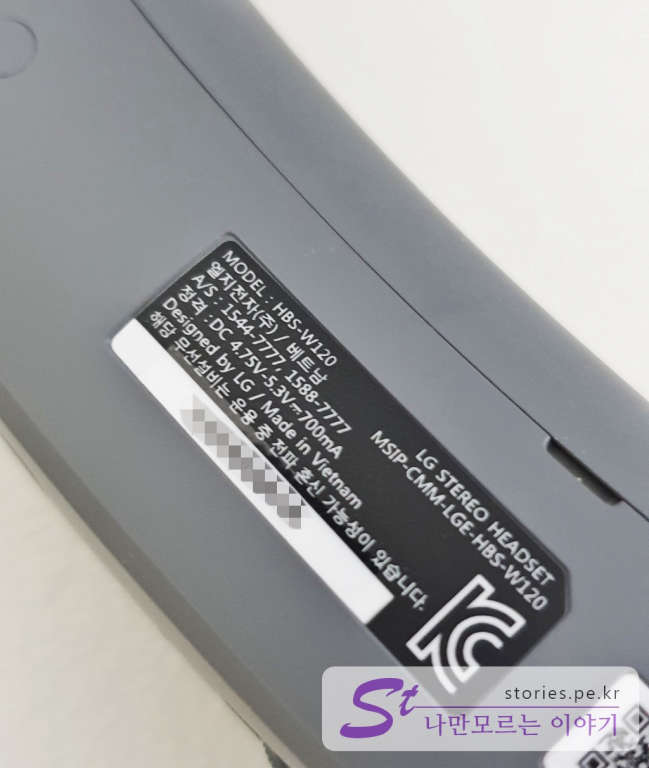 MODEL : HBS-W120
엘지전자(주) / 베트남
A/S : 1544-7777, 1588-7777
정격 : DC 4.75V-5.3V⎓700mA
Designed by LG / Made in Vietnam
해당 무선설비는 운용 중 전파 혼신 가능성이 있습니다.
LG STEREO HEADSET
MSIP-CMM-LGE-HBS-W120
KC
St
stories.pe.kr
나만모르는 이야기